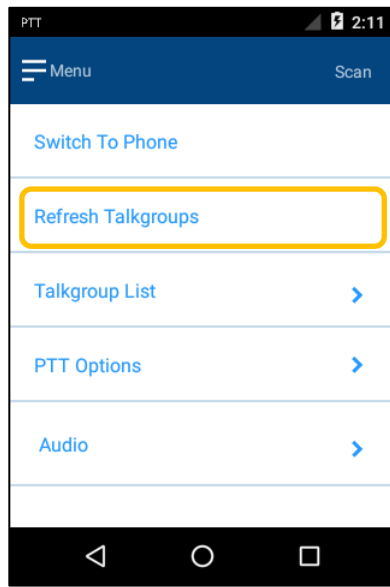 PTT 2:11
Menu Scan
Switch To Phone
Refresh Talkgroups
Talkgroup List
PTT Options
Audio